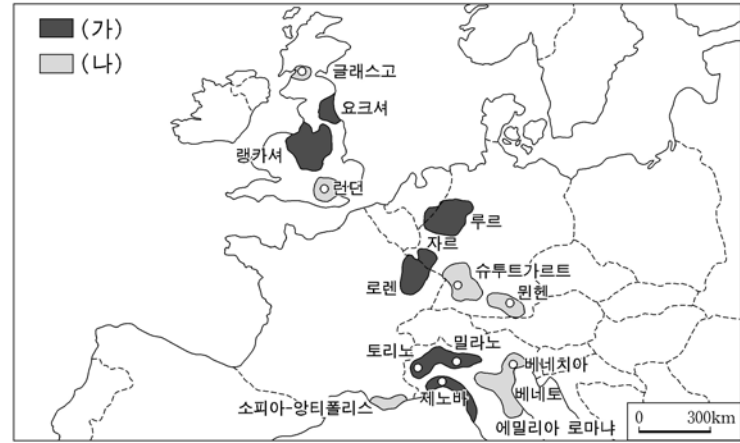 (가)
(나)
글래스고
요크셔
랭카셔
런던
루르
자르
로렌
슈투트가르트
뮌헨
토리노
밀라노
베네치아
제노바
베네토
소피아-앙티폴리스
에밀리아 로마냐
0 300km